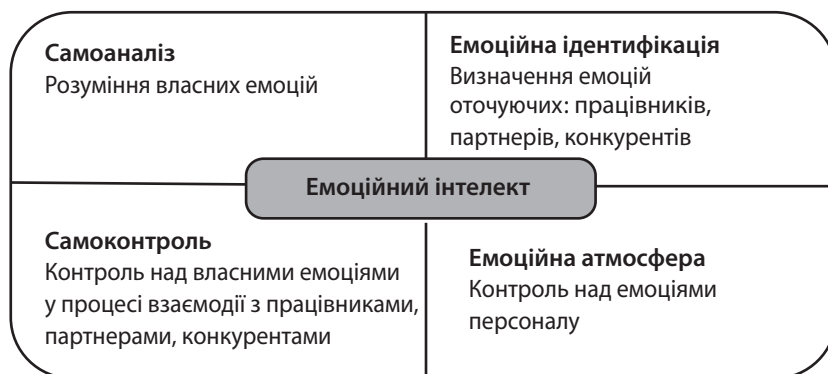 Самоаналіз
Розуміння власних емоцій
Емоційна ідентифікація
Визначення емоцій
оточуючих: працівників,
партнерів, конкурентів
Емоційний інтелект
Самоконтроль
Контроль над власними емоціями
у процесі взаємодії з працівниками,
партнерами, конкурентами
Емоційна атмосфера
Контроль над емоціями
персоналу